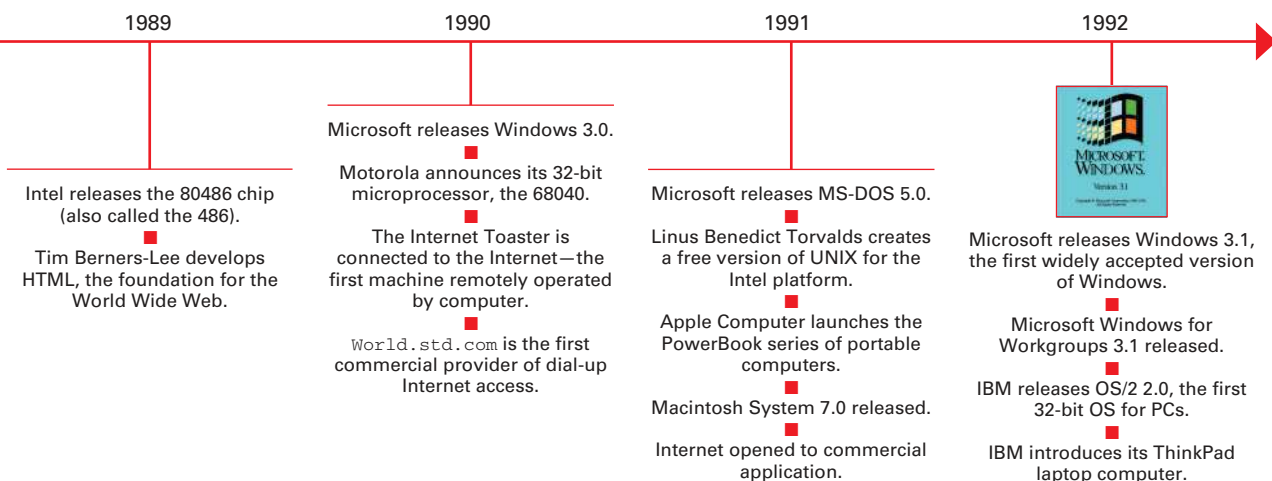 1989
1990
1991
1992
Intel releases the 80486 chip
(also called the 486).
Tim Berners-Lee develops
HTML, the foundation for the
World Wide Web.
Microsoft releases Windows 3.0.
Motorola announces its 32-bit
microprocessor, the 68040.
The Internet Toaster is
connected to the Internet—the
first machine remotely operated
by computer.
World.std.com is the first
commercial provider of dial-up
Internet access.
Microsoft releases MS-DOS 5.0.
Linus Benedict Torvalds creates
a free version of UNIX for the
Intel platform.
Apple Computer launches the
PowerBook series of portable
computers.
Macintosh System 7.0 released.
Internet opened to commercial
application.
MICROSOFT.
WINDOWS.
Version 3.1
Microsoft releases Windows 3.1,
the first widely accepted version
of Windows.
Microsoft Windows for
Workgroups 3.1 released.
IBM releases OS/2 2.0, the first
32-bit OS for PCs.
IBM introduces its ThinkPad
laptop computer.